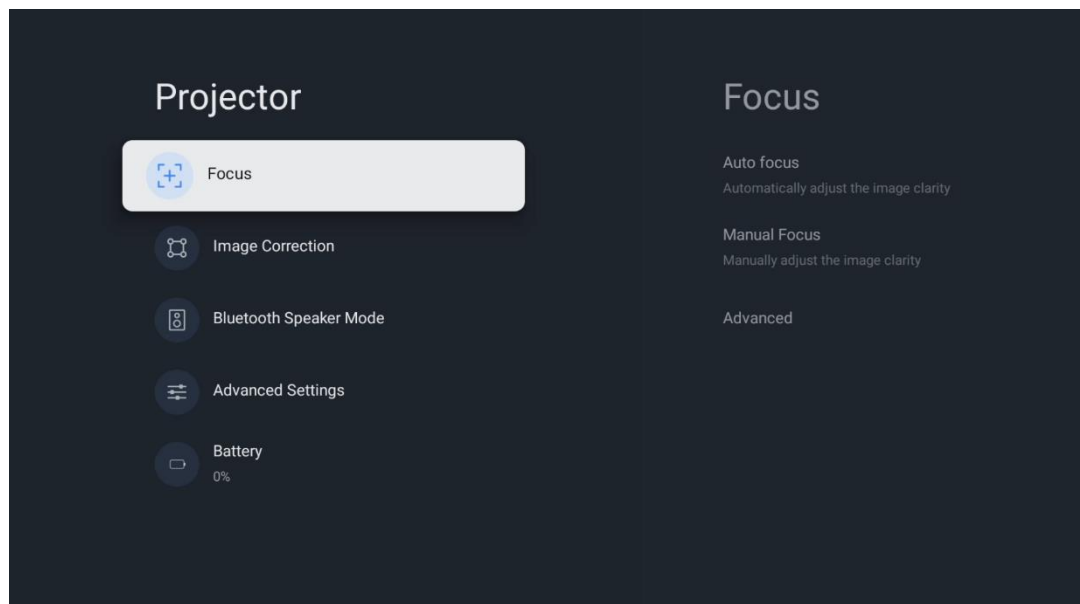 Projector
Focus
Image Correction
Bluetooth Speaker Mode
Advanced Settings
Battery
0%
Focus
Auto focus
Automatically adjust the image clarity
Manual Focus
Manually adjust the image clarity
Advanced